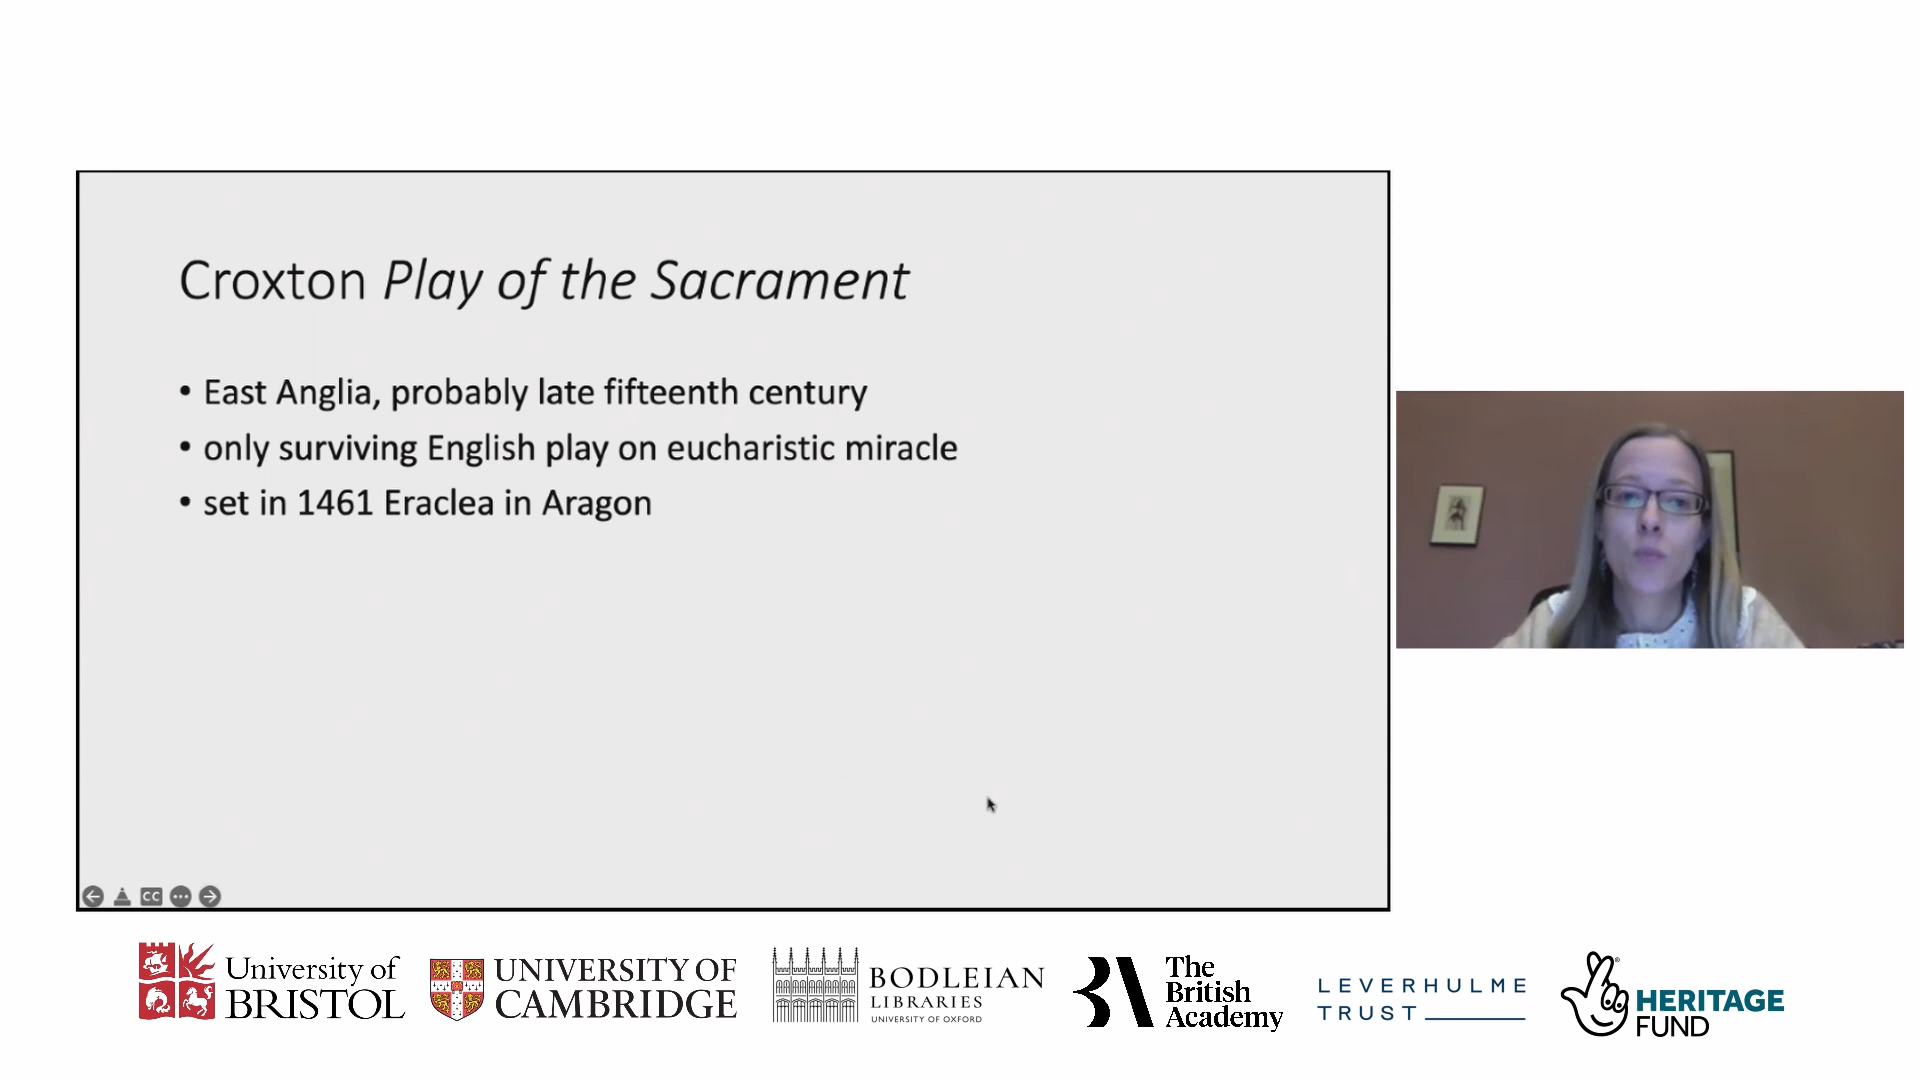 Croxton Play of the Sacrament
• East Anglia, probably late fifteenth century
• only surviving English play on eucharistic miracle
• set in 1461 Eraclea in Aragon
CC
University of
BRISTOL
UNIVERSITY OF
CAMBRIDGE
BODLEIAN
LIBRARIES
UNIVERSITY OF OXFORD
The
British
Academy
LEVERHULME
TRUST
HERITAGE
FUND